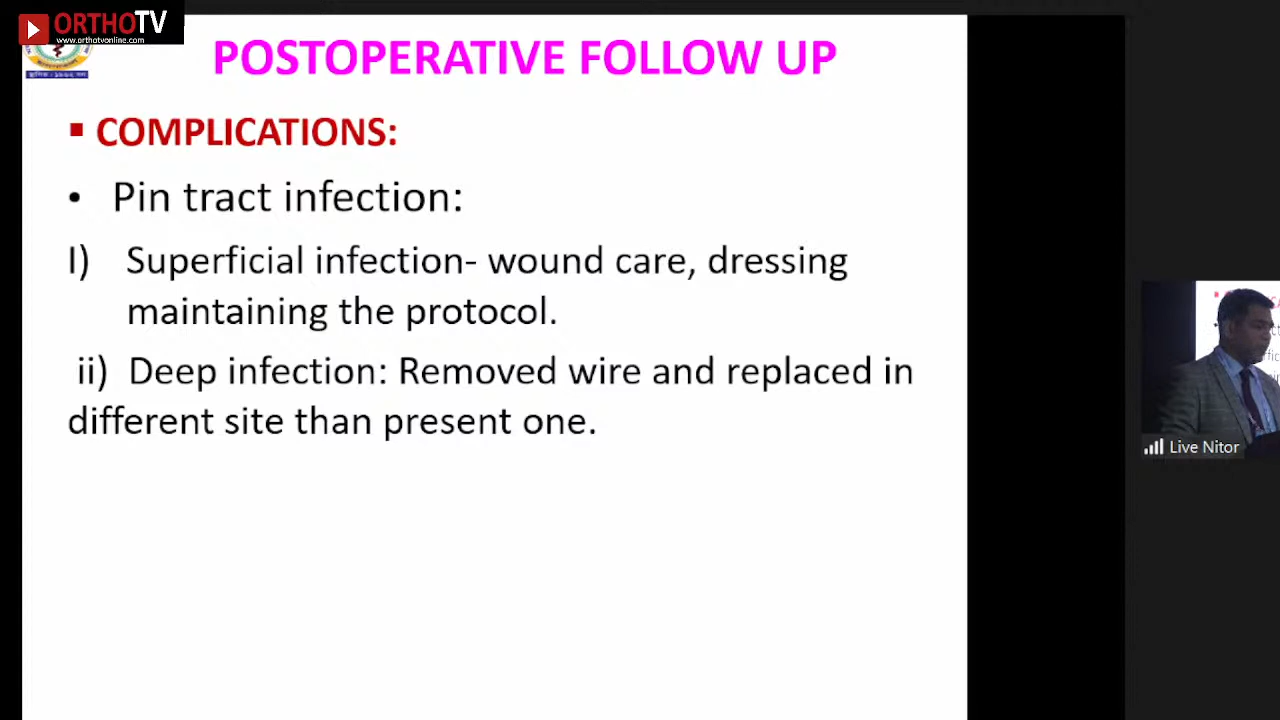 ORTHOTV
www.orthotvonline.com
POSTOPERATIVE FOLLOW UP
▪ COMPLICATIONS:
• Pin tract infection:
I) Superficial infection- wound care, dressing
maintaining the protocol.
ii) Deep infection: Removed wire and replaced in
different site than present one.
Live Nitor